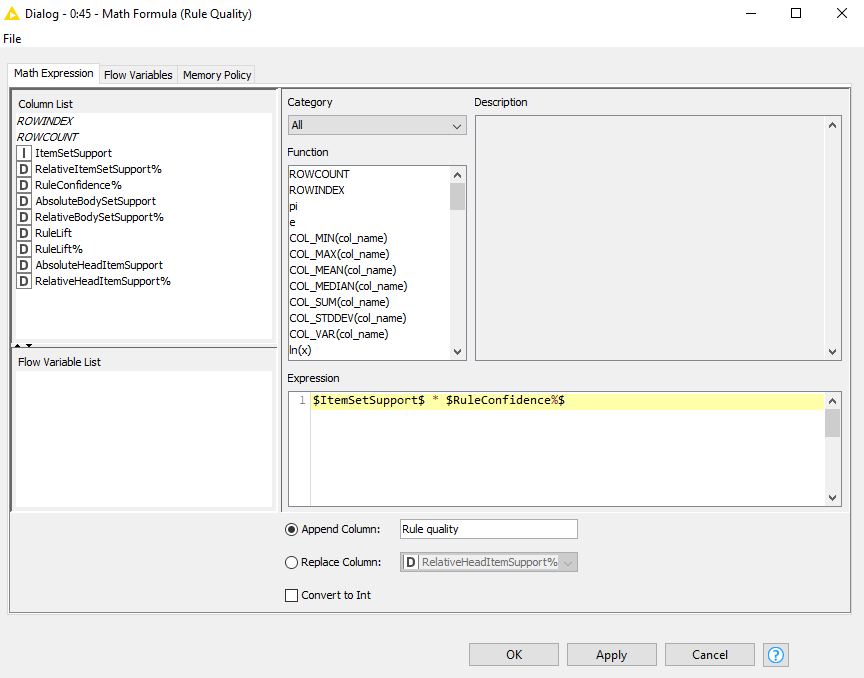 Dialog - 0:45 - Math Formula (Rule Quality)
File
Math Expression Flow Variables Memory Policy
Column List
ROWINDEX
ROWCOUNT
I ItemSetSupport
D RelativeItemSetSupport%
D RuleConfidence%
D AbsoluteBodySetSupport
D RelativeBodySetSupport%
D RuleLift
D RuleLift%
D AbsoluteHeadItemSupport
D RelativeHeadItemSupport%
Flow Variable List
Category
All
Function
ROWCOUNT
ROWINDEX
pi
e
COL_MIN(col_name)
COL_MAX(col_name)
COL_MEAN(col_name)
COL_MEDIAN(col_name)
COL_SUM(col_name)
COL_STDDEV(col_name)
COL_VAR(col_name)
ln(x)
Description
Expression
1 $ItemSetSupport$ * $RuleConfidence%$
Append Column: Rule quality
Replace Column: D RelativeHeadItemSupport%
Convert to Int
OK Apply Cancel ?